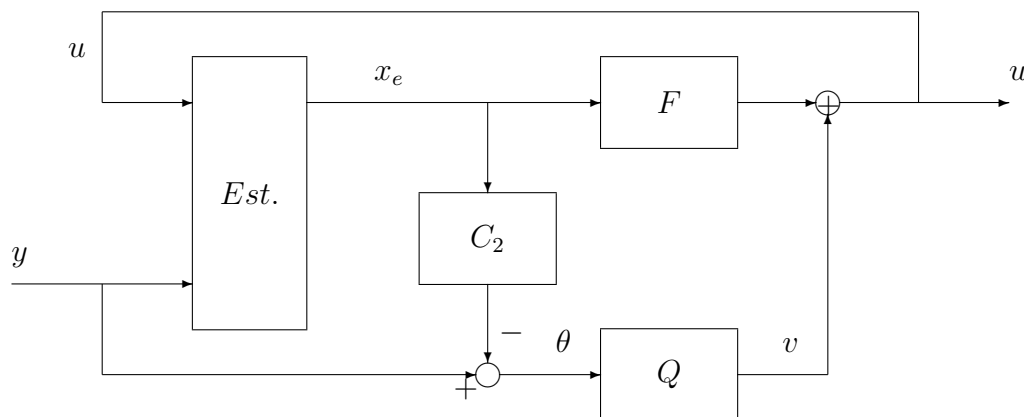 u
x_e
F
+
u
Est.
C_2
y
−
θ
v
+
Q